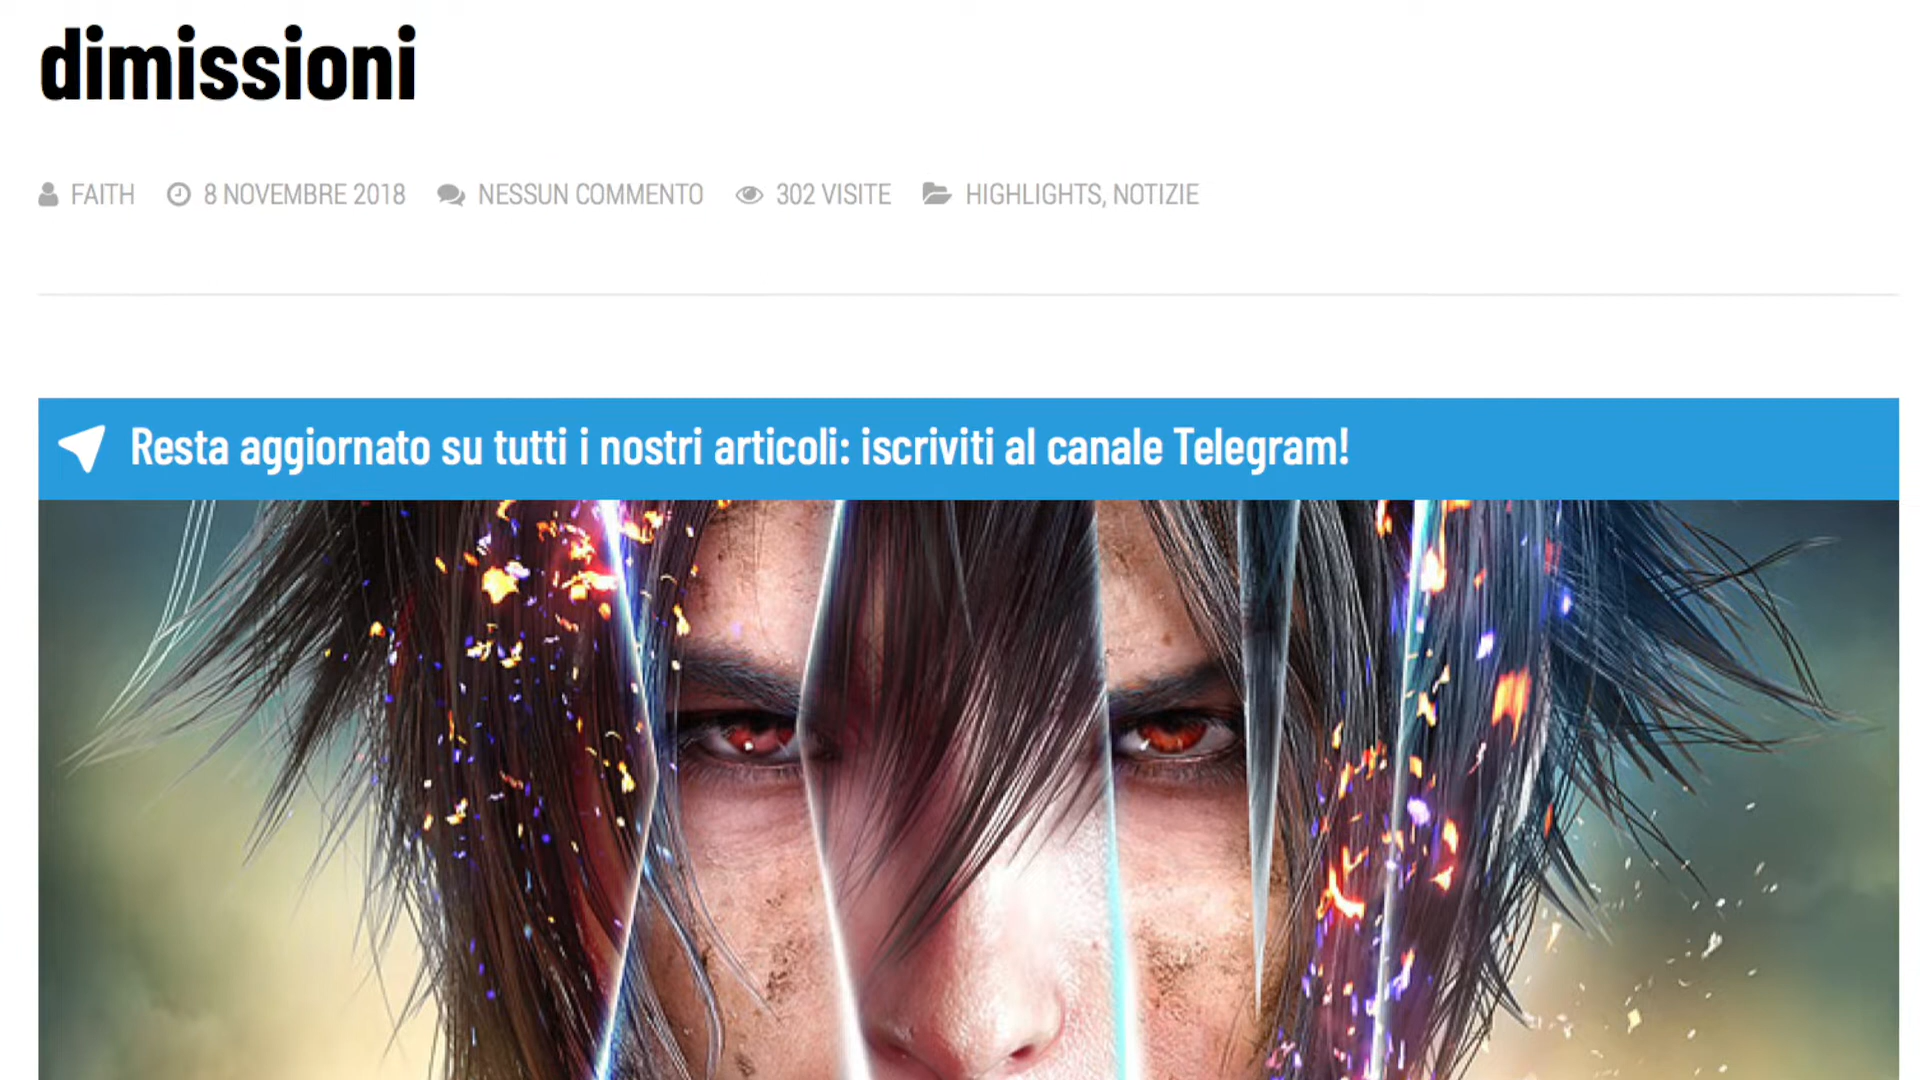 dimissioni
FAITH 8 NOVEMBRE 2018 NESSUN COMMENTO 302 VISITE HIGHLIGHTS, NOTIZIE
Resta aggiornato su tutti i nostri articoli: iscriviti al canale Telegram!